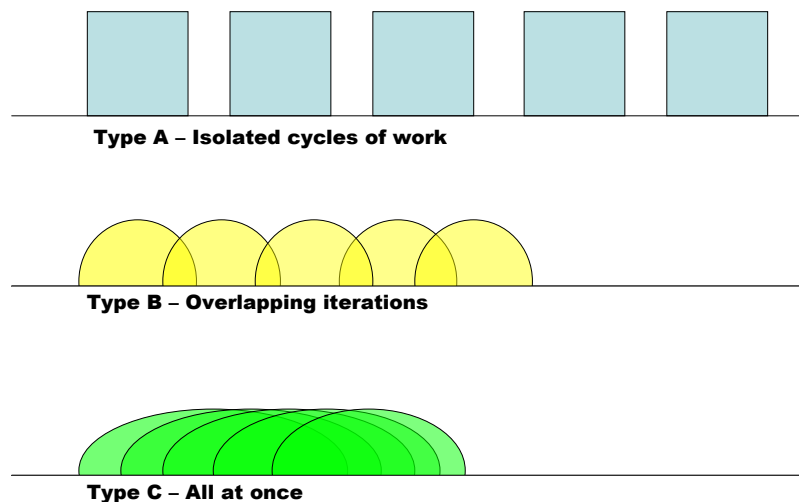 Type A – Isolated cycles of work
Type B – Overlapping iterations
Type C – All at once